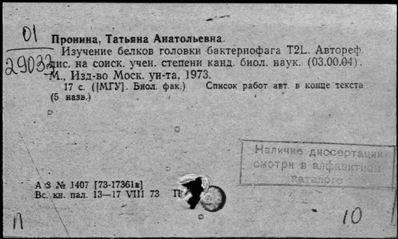 01
29033
Пронина, Татьяна Анатольевна.
Изучение белков головки бактериофага T2L. Автореф.
дис. на соиск. учен. степени канд. биол. наук. (03.00.04).
М., Изд-во Моск. ун-та, 1973.
17 с. ([МГУ]. Биол. фак.) Список работ авт. в конце текста
(5 назв.)
Наличие диссертации
смотри в алфавитном
каталоге
А З № 1407 [73-17361а]
Вс. кн. пал. 13—17 VIII 73
П
10